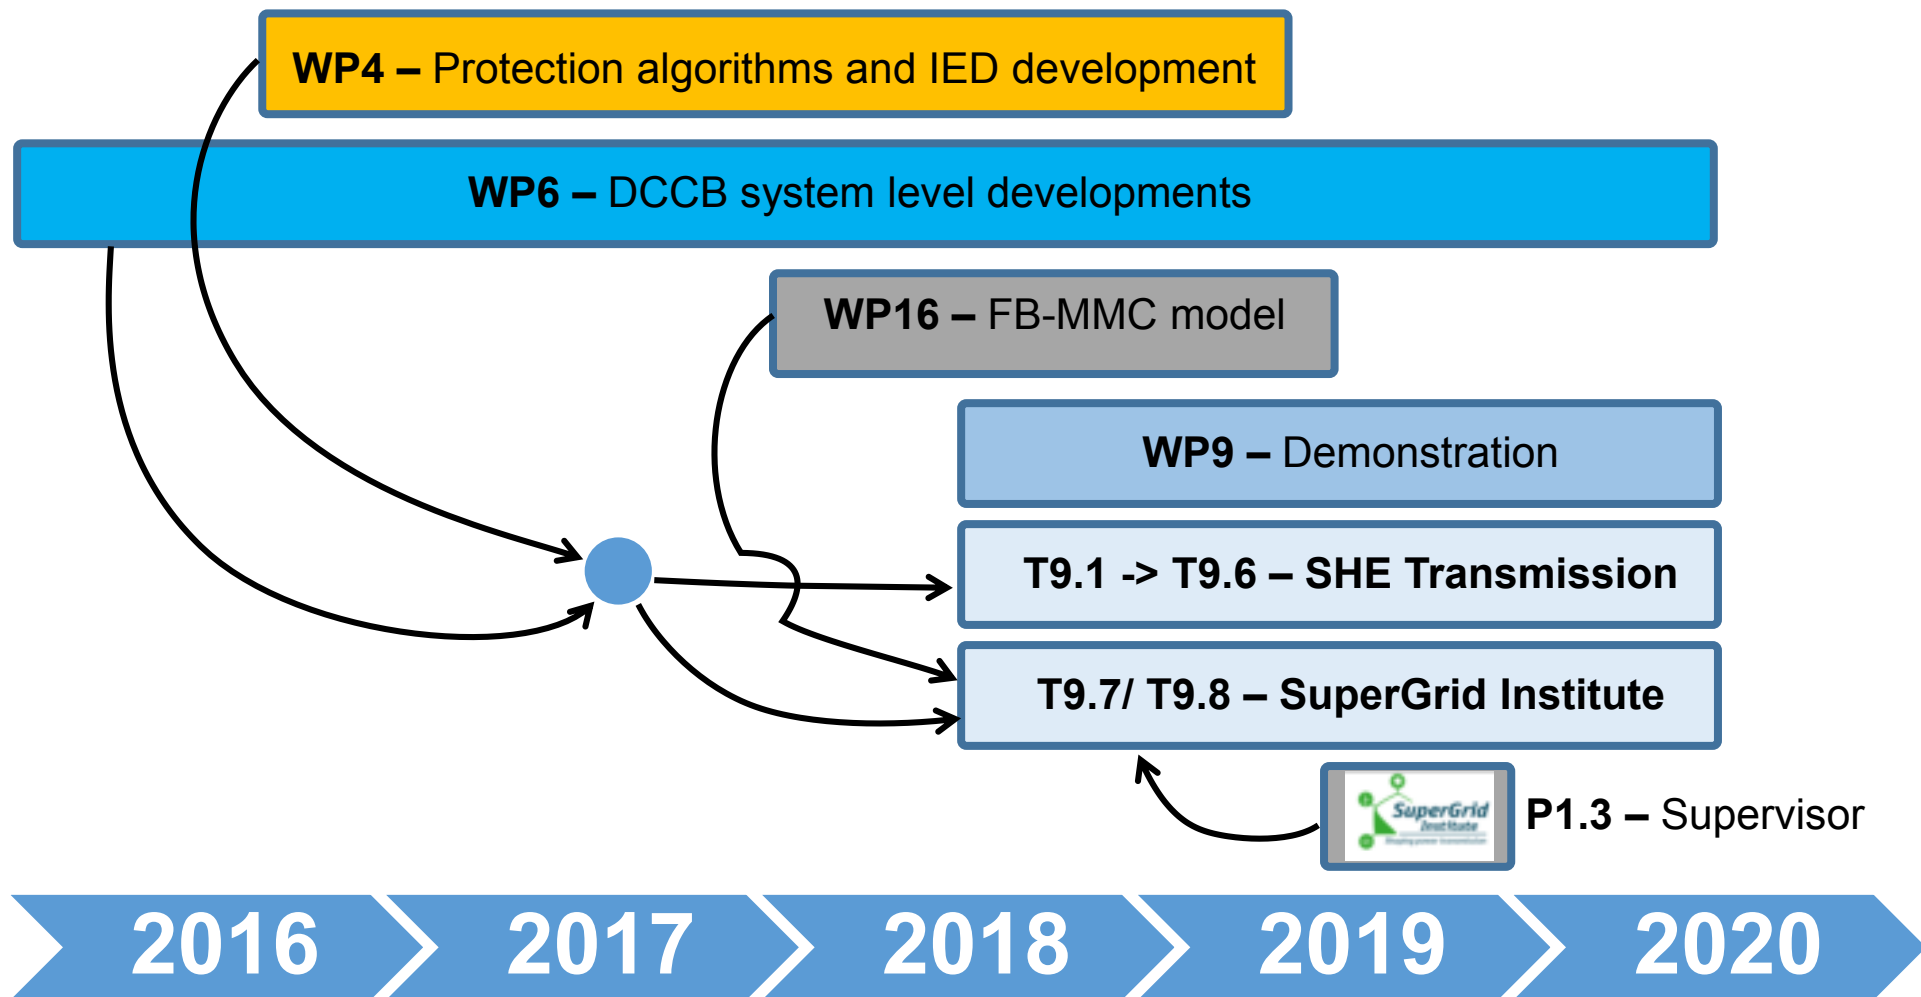 WP4 – Protection algorithms and IED development
WP6 – DCCB system level developments
WP16 – FB-MMC model
WP9 – Demonstration
T9.1 -> T9.6 – SHE Transmission
T9.7/ T9.8 – SuperGrid Institute
SuperGrid
Institute
P1.3 – Supervisor
2016
2017
2018
2019
2020